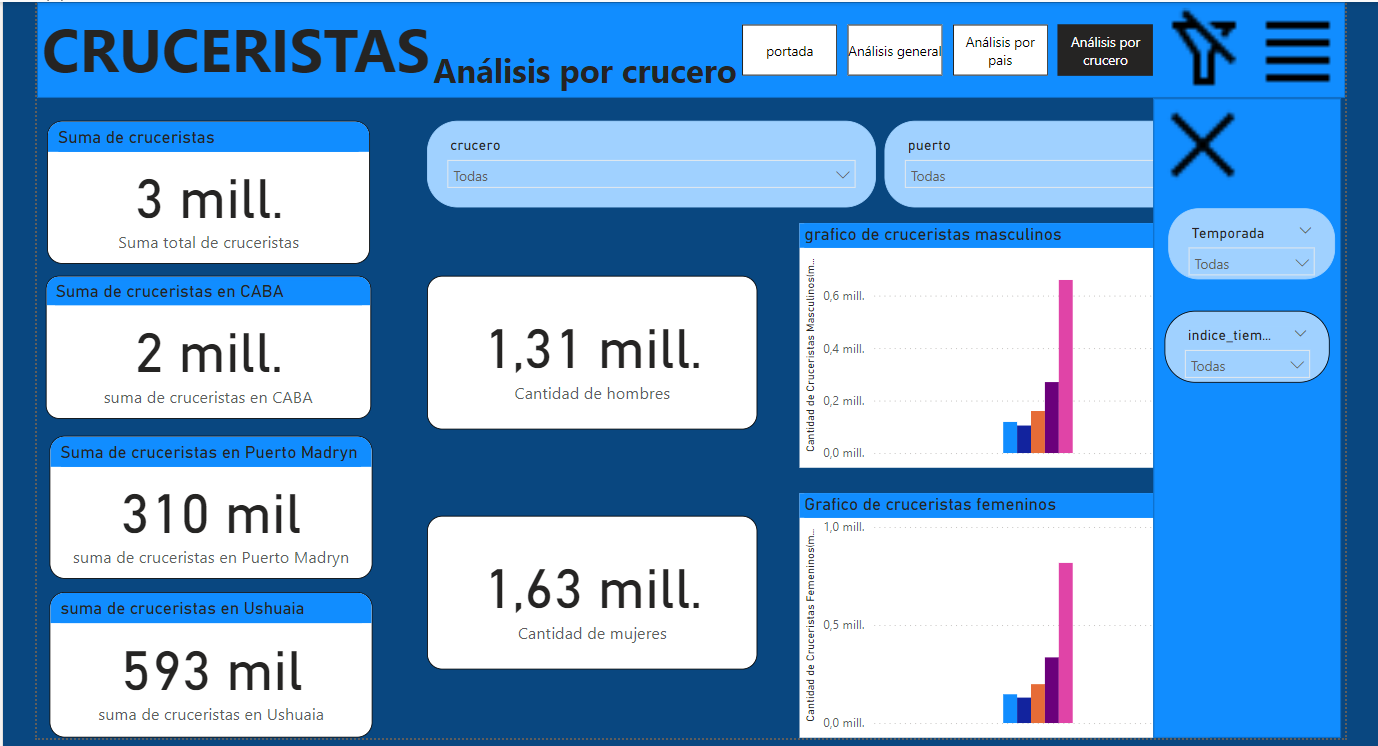 CRUCERISTAS
Análisis por crucero
portada
Análisis general
Análisis por
pais
Análisis por
crucero
Suma de cruceristas
3 mill.
Suma total de cruceristas
Suma de cruceristas en CABA
2 mill.
suma de cruceristas en CABA
Suma de cruceristas en Puerto Madryn
310 mil
suma de cruceristas en Puerto Madryn
suma de cruceristas en Ushuaia
593 mil
suma de cruceristas en Ushuaia
crucero
Todas
puerto
Todas
1,31 mill.
Cantidad de hombres
1,63 mill.
Cantidad de mujeres
grafico de cruceristas masculinos
Cantidad de Cruceristas Masculinos(m...
0,6 mill.
0,4 mill.
0,2 mill.
0,0 mill.
Grafico de cruceristas femeninos
Cantidad de Cruceristas Femeninos(m...
1,0 mill.
0,5 mill.
0,0 mill.
Temporada
Todas
indice_tiem...
Todas